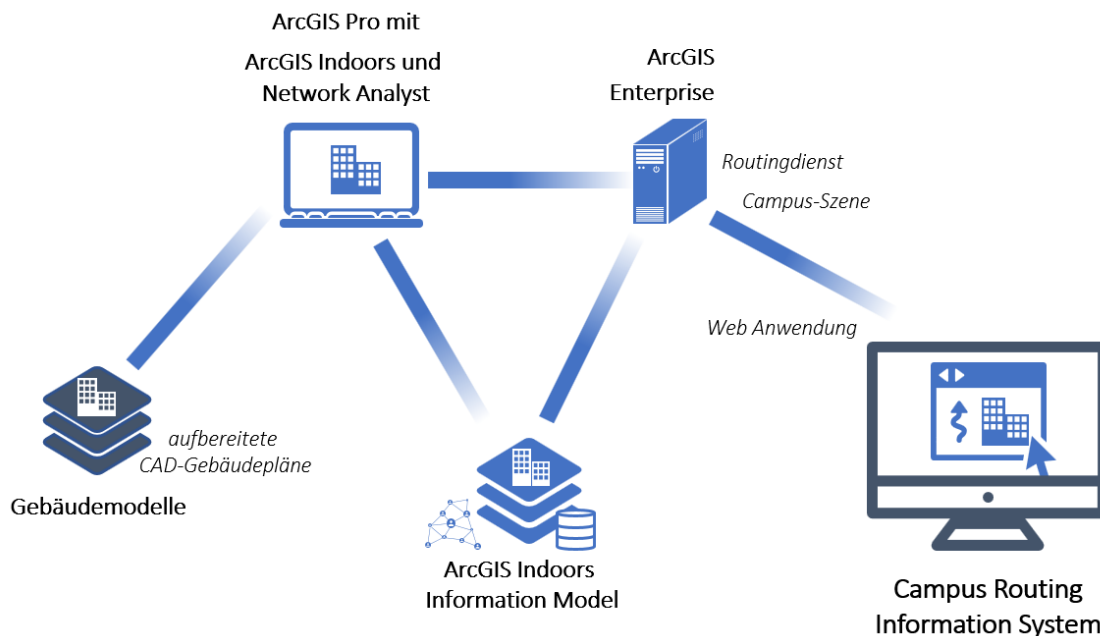 ArcGIS Pro mit
ArcGIS Indoors und
Network Analyst
ArcGIS
Enterprise
Routingdienst
Campus-Szene
Web Anwendung
aufbereitete
CAD-Gebäudepläne
Gebäudemodelle
ArcGIS Indoors
Information Model
Campus Routing
Information System